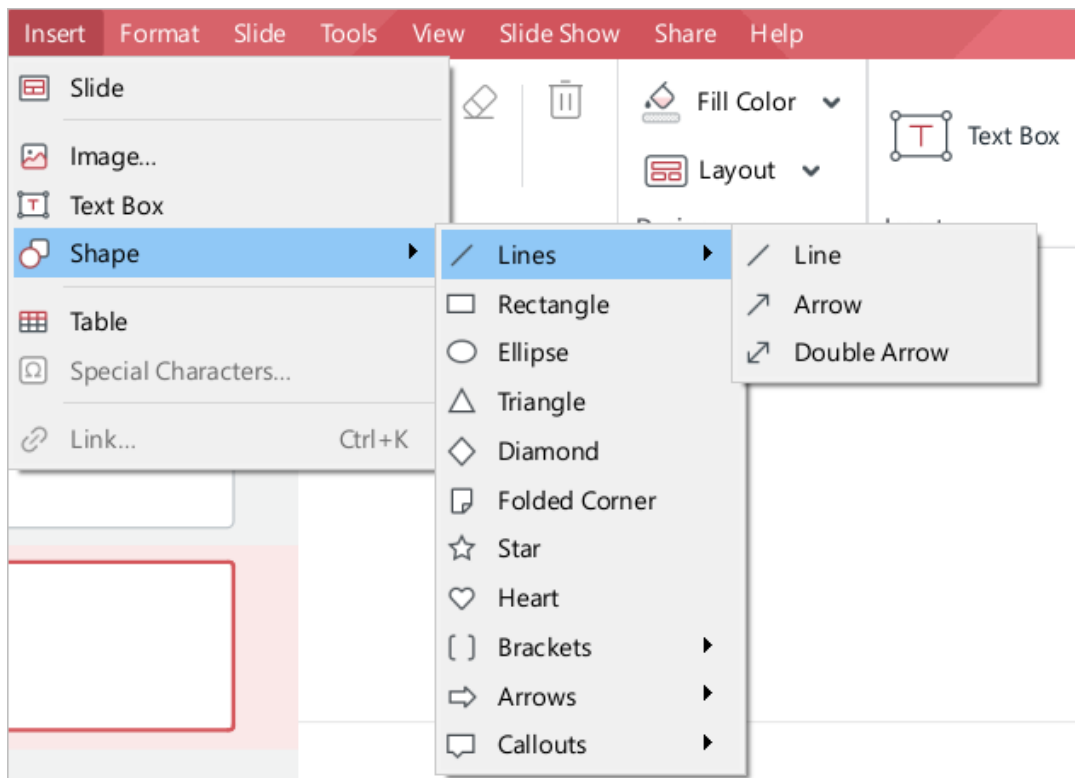 Insert Format Slide Tools View Slide Show Share Help
Slide
Image...
Text Box
Shape
Table
Special Characters...
Link... Ctrl+K
Fill Color
Layout
T Text Box
Lines
Rectangle
Ellipse
Triangle
Diamond
Folded Corner
Star
Heart
Brackets
Arrows
Callouts
Line
Arrow
Double Arrow